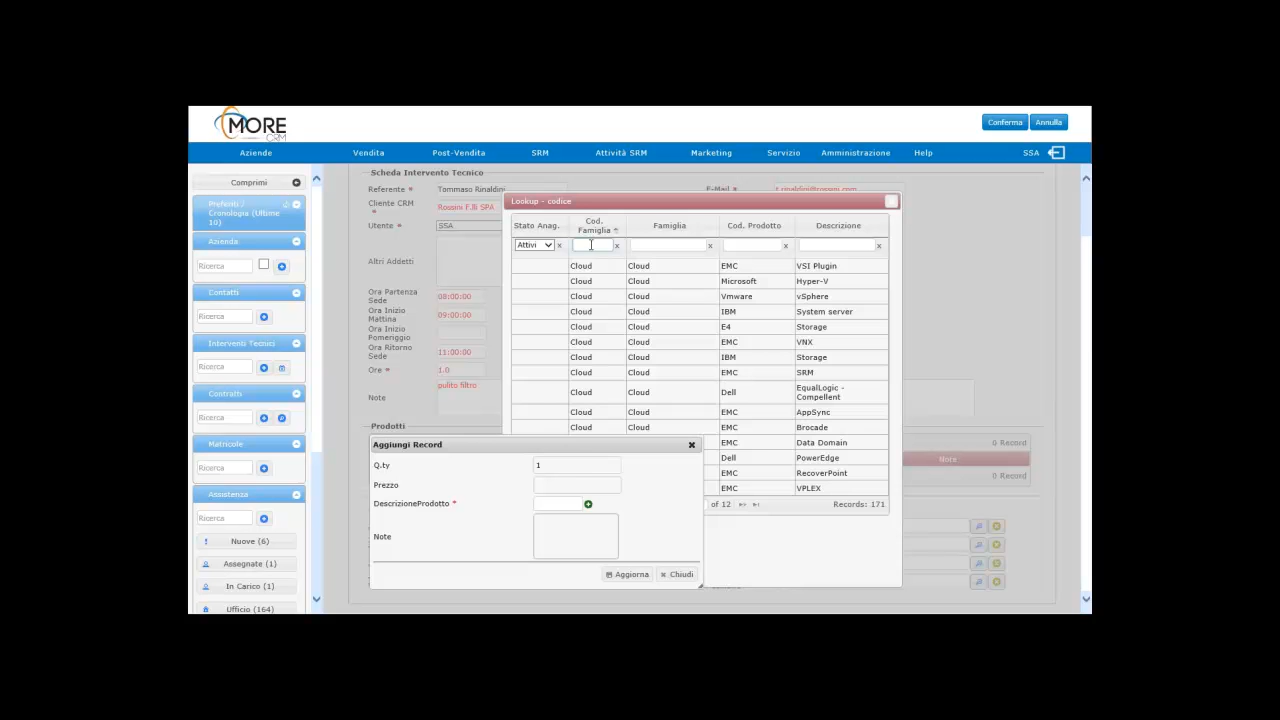 MORE
CRM
Conferma Annulla
Aziende Vendita Post-Vendita SRM Attività SRM Marketing Servizio Amministrazione Help SSA
Comprimi
Preferiti /
Cronologia (Ultime
10)
Azienda
Ricerca
Contatti
Ricerca
Interventi Tecnici
Ricerca
Contratti
Ricerca
Matricole
Ricerca
Assistenza
Ricerca
Nuove (6)
Assegnate (1)
In Carico (1)
Ufficio (164)
Scheda Intervento Tecnico
Referente * Tommaso Rinaldini E-Mail * t.rinaldini@rossini.com
Cliente CRM
* Rossini F.lli SPA
Utente * SSA
Altri Addetti
Ora Partenza
Sede 08:00:00
Ora Inizio
Mattina 09:00:00
Ora Inizio
Pomeriggio
Ora Ritorno
Sede 11:00:00
Ore * 1.0
Note pulito filtro
Prodotti
0 Record
Note
0 Record
Lookup - codice
Stato Anag. Cod.
Famiglia Famiglia Cod. Prodotto Descrizione
Attivi x x x x x
Cloud Cloud EMC VSI Plugin
Cloud Cloud Microsoft Hyper-V
Cloud Cloud Vmware vSphere
Cloud Cloud IBM System server
Cloud Cloud E4 Storage
Cloud Cloud EMC VNX
Cloud Cloud IBM Storage
Cloud Cloud EMC SRM
Cloud Cloud Dell EqualLogic -
Compellent
Cloud Cloud EMC AppSync
Cloud Cloud EMC Brocade
EMC Data Domain
Dell PowerEdge
EMC RecoverPoint
EMC VPLEX
of 12 Records: 171
Aggiungi Record
Q.ty 1
Prezzo
DescrizioneProdotto *
Note
Aggiorna Chiudi